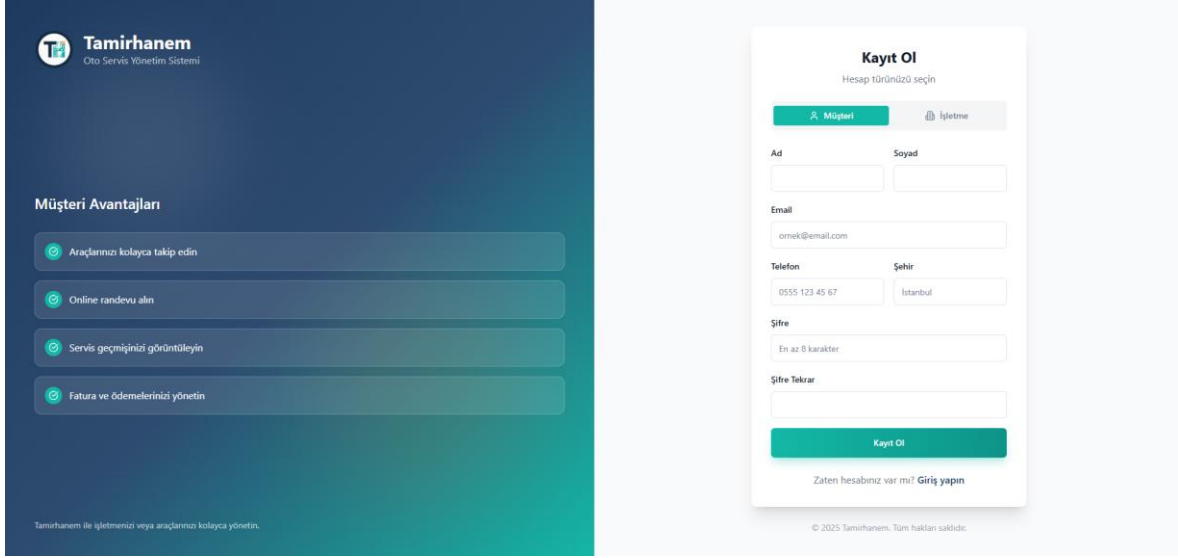 Tamirhanem
Oto Servis Yönetim Sistemi
Müşteri Avantajları
Araçlarınızı kolayca takip edin
Online randevu alın
Servis geçmişinizi görüntüleyin
Fatura ve ödemelerinizi yönetin
Tamirhanem ile işletmenizi veya araçlarınızı kolayca yönetin.
Kayıt Ol
Hesap türünüzü seçin
Müşteri İşletme
Ad Soyad
Email
ornek@email.com
Telefon Şehir
0555 123 45 67 İstanbul
Şifre
En az 8 karakter
Şifre Tekrar
Kayıt Ol
Zaten hesabınız var mı? Giriş yapın
© 2025 Tamirhanem. Tüm hakları saklıdır.